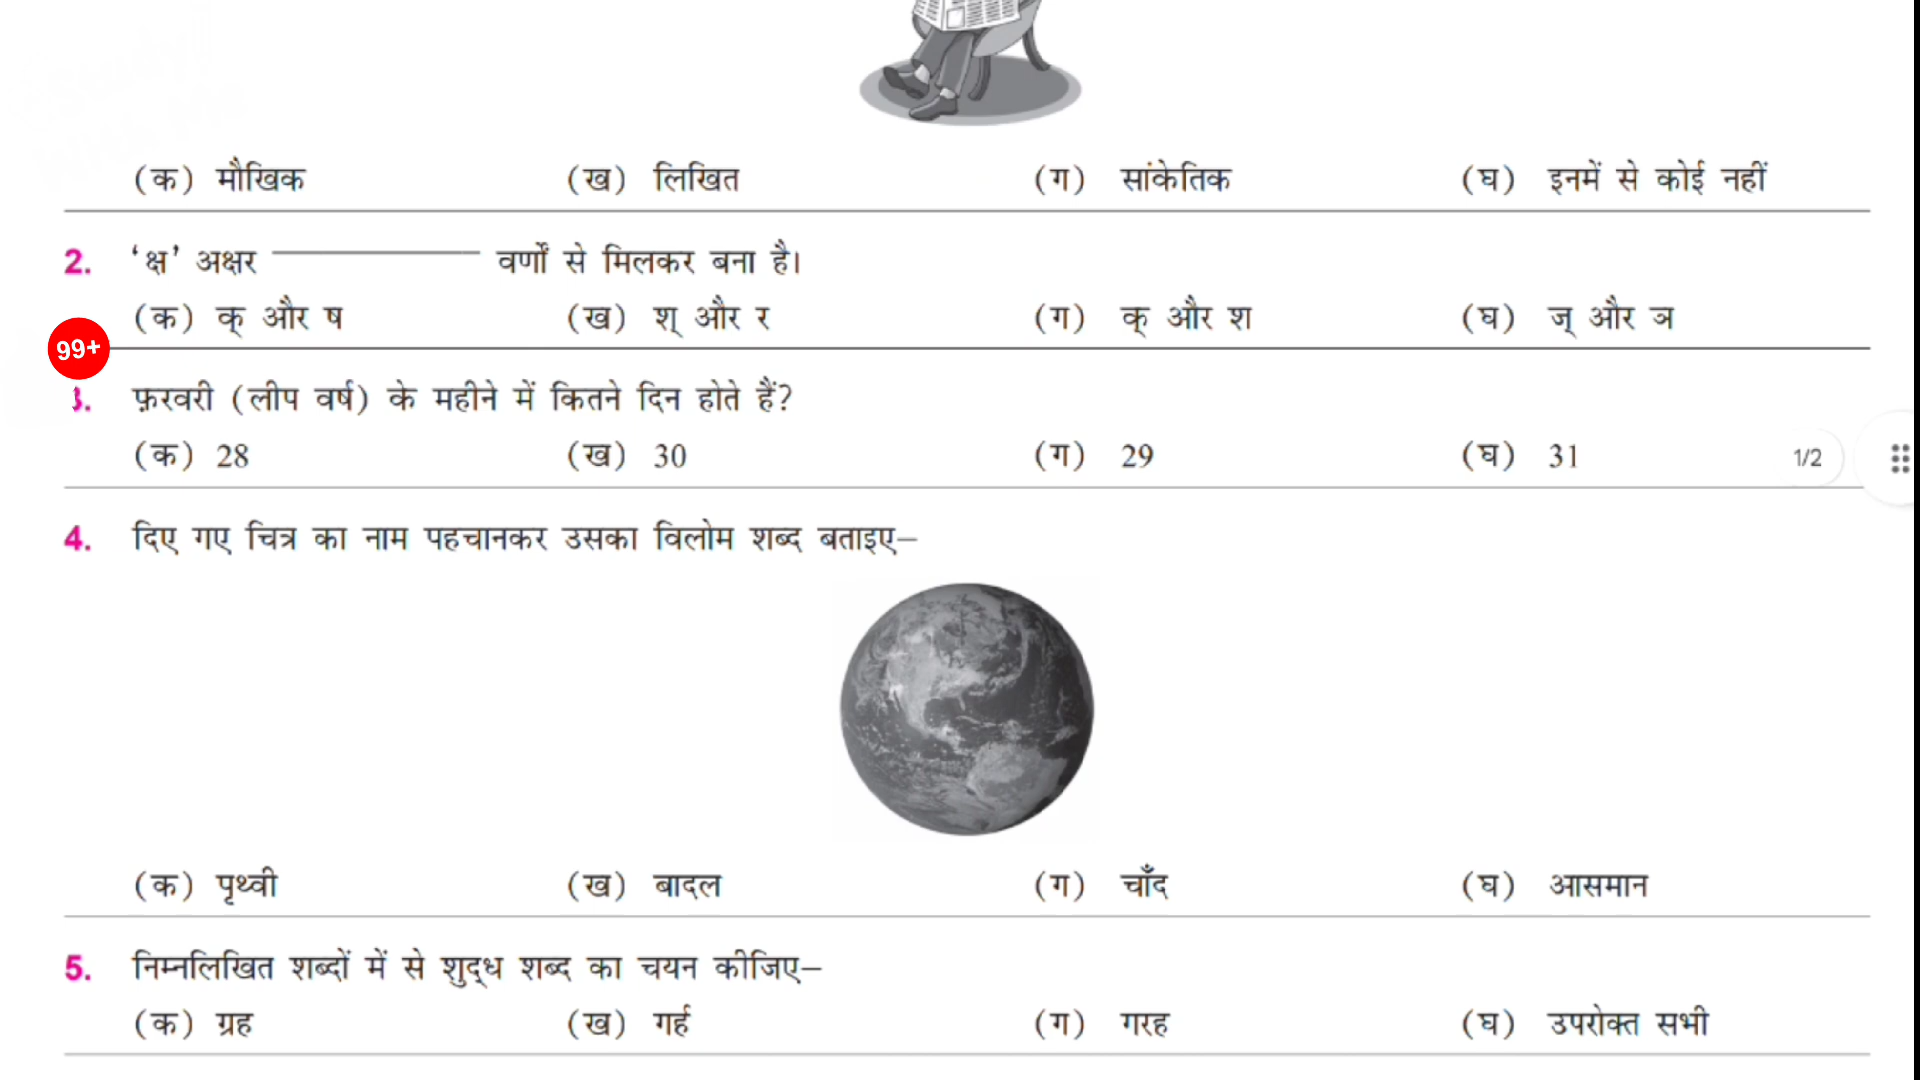 (क) मौखिक (ख) लिखित (ग) सांकेतिक (घ) इनमें से कोई नहीं
2. ‘क्ष’ अक्षर ____________ वर्णों से मिलकर बना है।
(क) क् और ष (ख) श् और र (ग) क् और श (घ) ज् और ञ
99+
3. फ़रवरी (लीप वर्ष) के महीने में कितने दिन होते हैं?
(क) 28 (ख) 30 (ग) 29 (घ) 31
1/2
4. दिए गए चित्र का नाम पहचानकर उसका विलोम शब्द बताइए–
(क) पृथ्वी (ख) बादल (ग) चाँद (घ) आसमान
5. निम्नलिखित शब्दों में से शुद्ध शब्द का चयन कीजिए–
(क) ग्रह (ख) गर्ह (ग) गरह (घ) उपरोक्त सभी